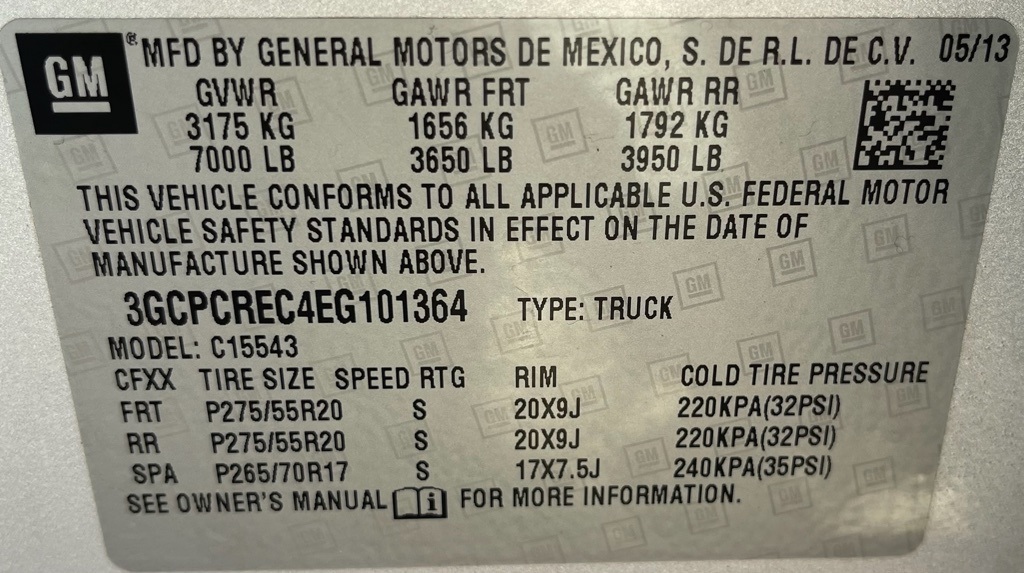 GM® MFD BY GENERAL MOTORS DE MEXICO, S. DE R.L. DE C.V. 05/13
GVWR GAWR FRT GAWR RR
3175 KG 1656 KG 1792 KG
7000 LB 3650 LB 3950 LB
THIS VEHICLE CONFORMS TO ALL APPLICABLE U.S. FEDERAL MOTOR
VEHICLE SAFETY STANDARDS IN EFFECT ON THE DATE OF
MANUFACTURE SHOWN ABOVE.
3GCPCREC4EG101364 TYPE: TRUCK
MODEL: C15543
CFXX TIRE SIZE SPEED RTG RIM COLD TIRE PRESSURE
FRT P275/55R20 S 20X9J 220KPA(32PSI)
RR P275/55R20 S 20X9J 220KPA(32PSI)
SPA P265/70R17 S 17X7.5J 240KPA(35PSI)
SEE OWNER'S MANUAL i FOR MORE INFORMATION.